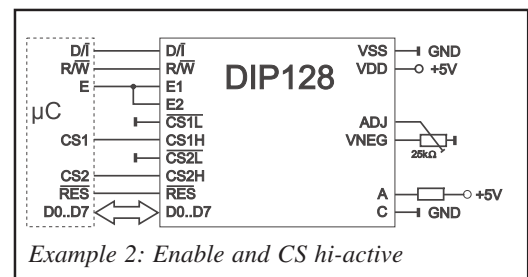 D/Ī D/Ī VSS GND
R/W̅ R/W̅ DIP128 VDD +5V
E E1
E2
µC
C̅S̅1̅L̅ ADJ
CS1 CS1H VNEG
25kΩ
C̅S̅2̅L̅
CS2 CS2H
R̅E̅S̅ R̅E̅S̅ A +5V
D0..D7 D0..D7 C GND
Example 2: Enable and CS hi-active